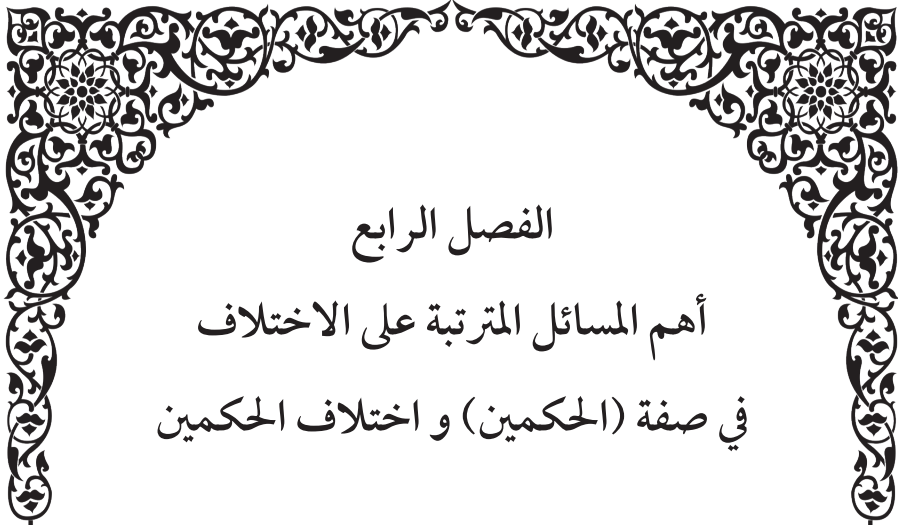 الفصل الرابع
أهم المسائل المترتبة على الاختلاف
في صفة (الحكمين) و اختلاف الحكمين